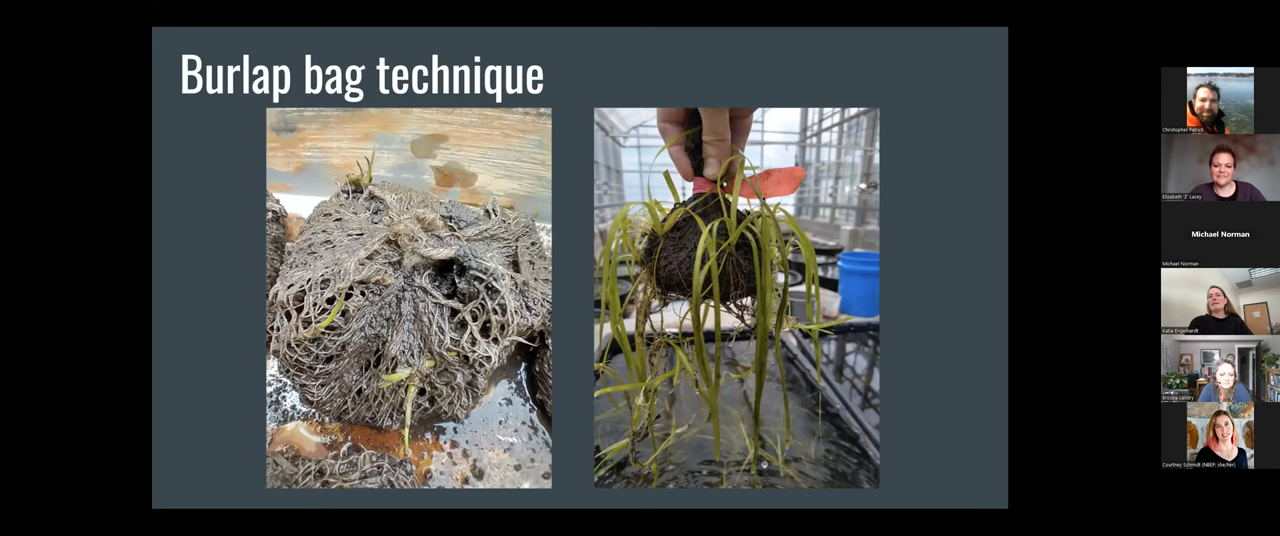 Burlap bag technique
Christopher Patrick
Elizabeth 'Z' Lacey
Michael Norman
Michael Norman
Katia Engelhardt
Brooke Landry
Courtney Schmidt (NBEP; she/her)